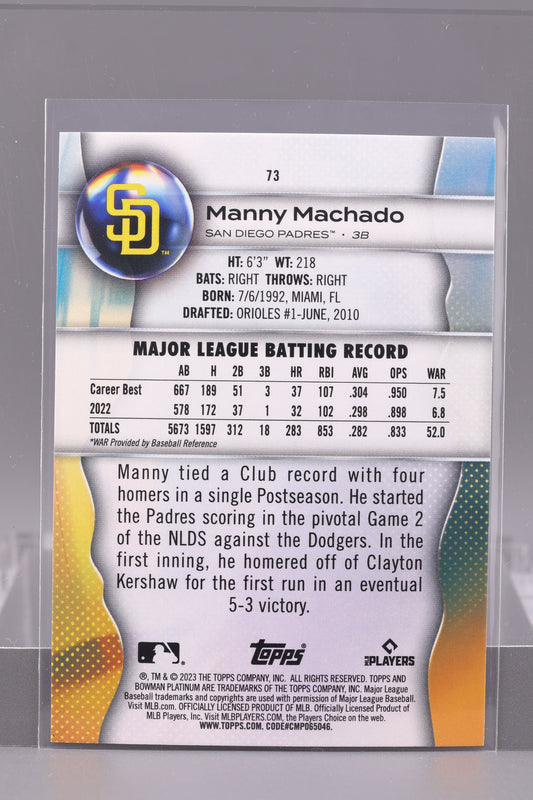 73
SD™
Manny Machado
SAN DIEGO PADRES™ · 3B
HT: 6'3" WT: 218
BATS: RIGHT THROWS: RIGHT
BORN: 7/6/1992, MIAMI, FL
DRAFTED: ORIOLES #1-JUNE, 2010
MAJOR LEAGUE BATTING RECORD
AB H 2B 3B HR RBI AVG OPS WAR
Career Best 667 189 51 3 37 107 .304 .950 7.5
2022 578 172 37 1 32 102 .298 .898 6.8
TOTALS 5673 1597 312 18 283 853 .282 .833 52.0
*WAR Provided by Baseball Reference
Manny tied a Club record with four
homers in a single Postseason. He started
the Padres scoring in the pivotal Game 2
of the NLDS against the Dodgers. In the
first inning, he homered off of Clayton
Kershaw for the first run in an eventual
5-3 victory.
topps MLB PLAYERS
®, TM & © 2023 THE TOPPS COMPANY, INC. ALL RIGHTS RESERVED. TOPPS AND
BOWMAN PLATINUM ARE TRADEMARKS OF THE TOPPS COMPANY, INC. Major League
Baseball trademarks and copyrights are used with permission of Major League Baseball.
Visit MLB.com. OFFICIALLY LICENSED PRODUCT OF MLB. Officially Licensed Product of
MLB Players, Inc. Visit MLBPLAYERS.com, the Players Choice on the web.
WWW.TOPPS.COM. CODE#CMP065046.